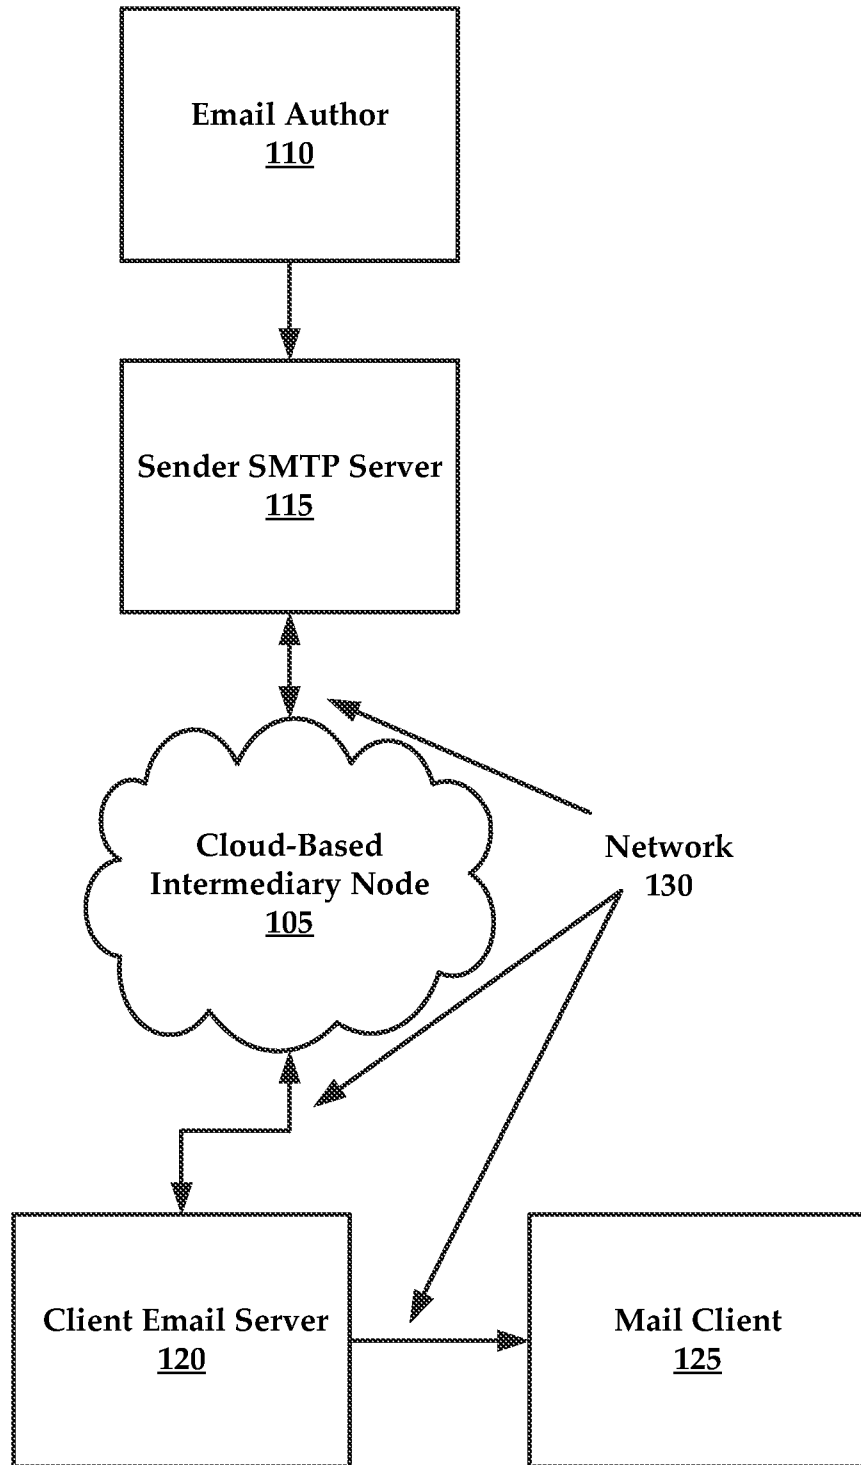 Email Author
110
Sender SMTP Server
115
Cloud-Based
Intermediary Node
105
Network
130
Client Email Server
120
Mail Client
125